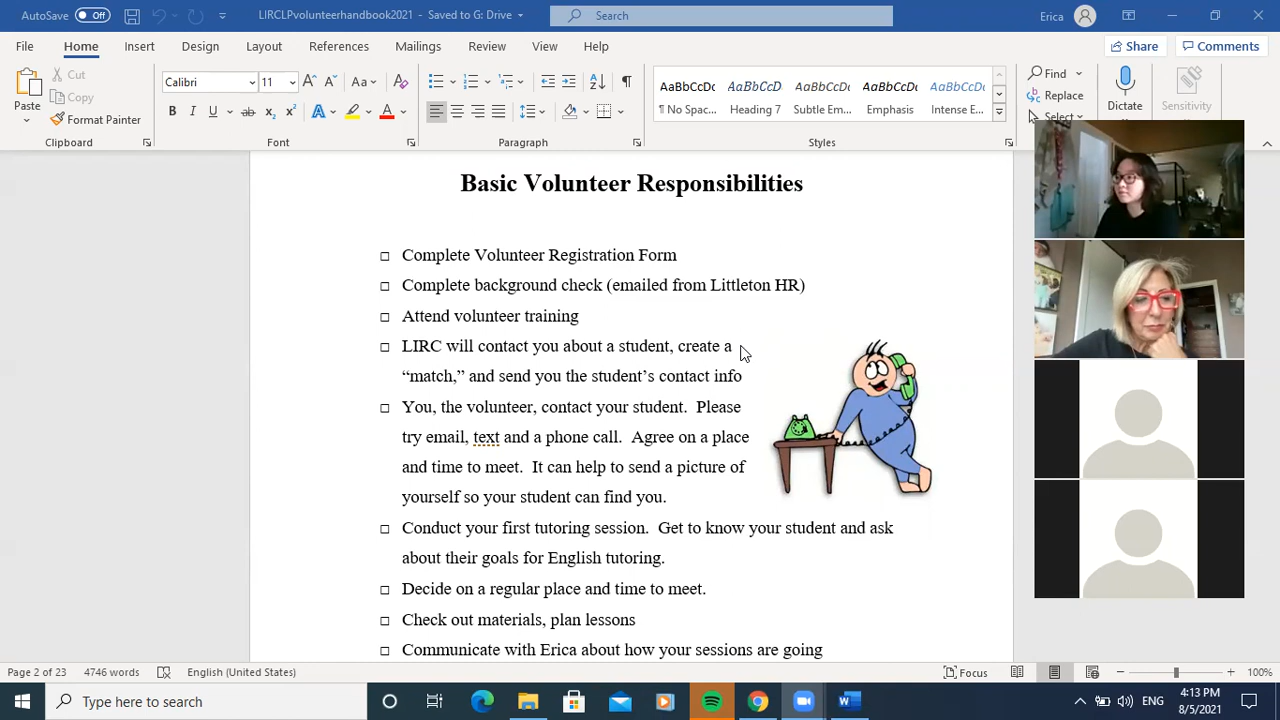 AutoSave Off LIRCLPvolunteerhandbook2021 - Saved to G: Drive Search Erica
File Home Insert Design Layout References Mailings Review View Help Share Comments
Paste Cut Copy Format Painter
Calibri 11
AaBbCcDc AaBbCcD AaBbCcDc AaBbCcDc AaBbCcDc
¶ No Spac... Heading 7 Subtle Em... Emphasis Intense E...
Find Replace Select
Dictate Sensitivity
Clipboard Font Paragraph Styles
Basic Volunteer Responsibilities
Complete Volunteer Registration Form
Complete background check (emailed from Littleton HR)
Attend volunteer training
LIRC will contact you about a student, create a
“match,” and send you the student’s contact info
You, the volunteer, contact your student. Please
try email, text and a phone call. Agree on a place
and time to meet. It can help to send a picture of
yourself so your student can find you.
Conduct your first tutoring session. Get to know your student and ask
about their goals for English tutoring.
Decide on a regular place and time to meet.
Check out materials, plan lessons
Communicate with Erica about how your sessions are going
Page 2 of 23 4746 words English (United States) Focus 100%
Type here to search ENG 4:13 PM
8/5/2021